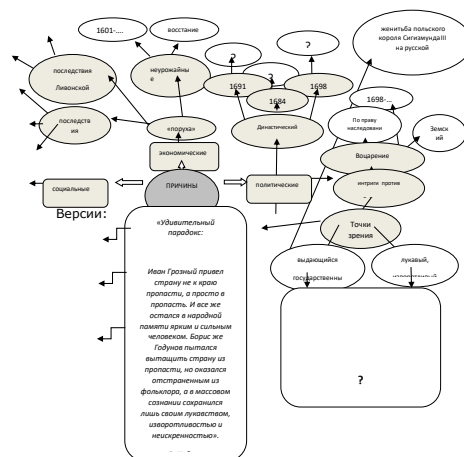 женитьба польского
короля Сигизмунда III
на русской
1601-....
восстание
?
?
?
последствия
Ливонской
неурожайны
е
1691
1684
1698
1698-...
последств
ия
«поруха»
Династический
По праву
наследовани
Земск
ий
экономические
Воцарение
социальные
ПРИЧИНЫ
политические
интриги против
Версии:
Точки
зрения
«Удивительный
парадокс:
выдающийся
государственны
лукавый,
Иван Грозный привел
страну не к краю
пропасти, а просто в
пропасть. И все же
остался в народной
памяти ярким и сильным
человеком. Борис же
Годунов пытался
вытащить страну из
пропасти, но оказался
отстраненным из
фольклора, а в массовом
сознании сохранился
лишь своим лукавством,
изворотливостью и
неискренностью».
?